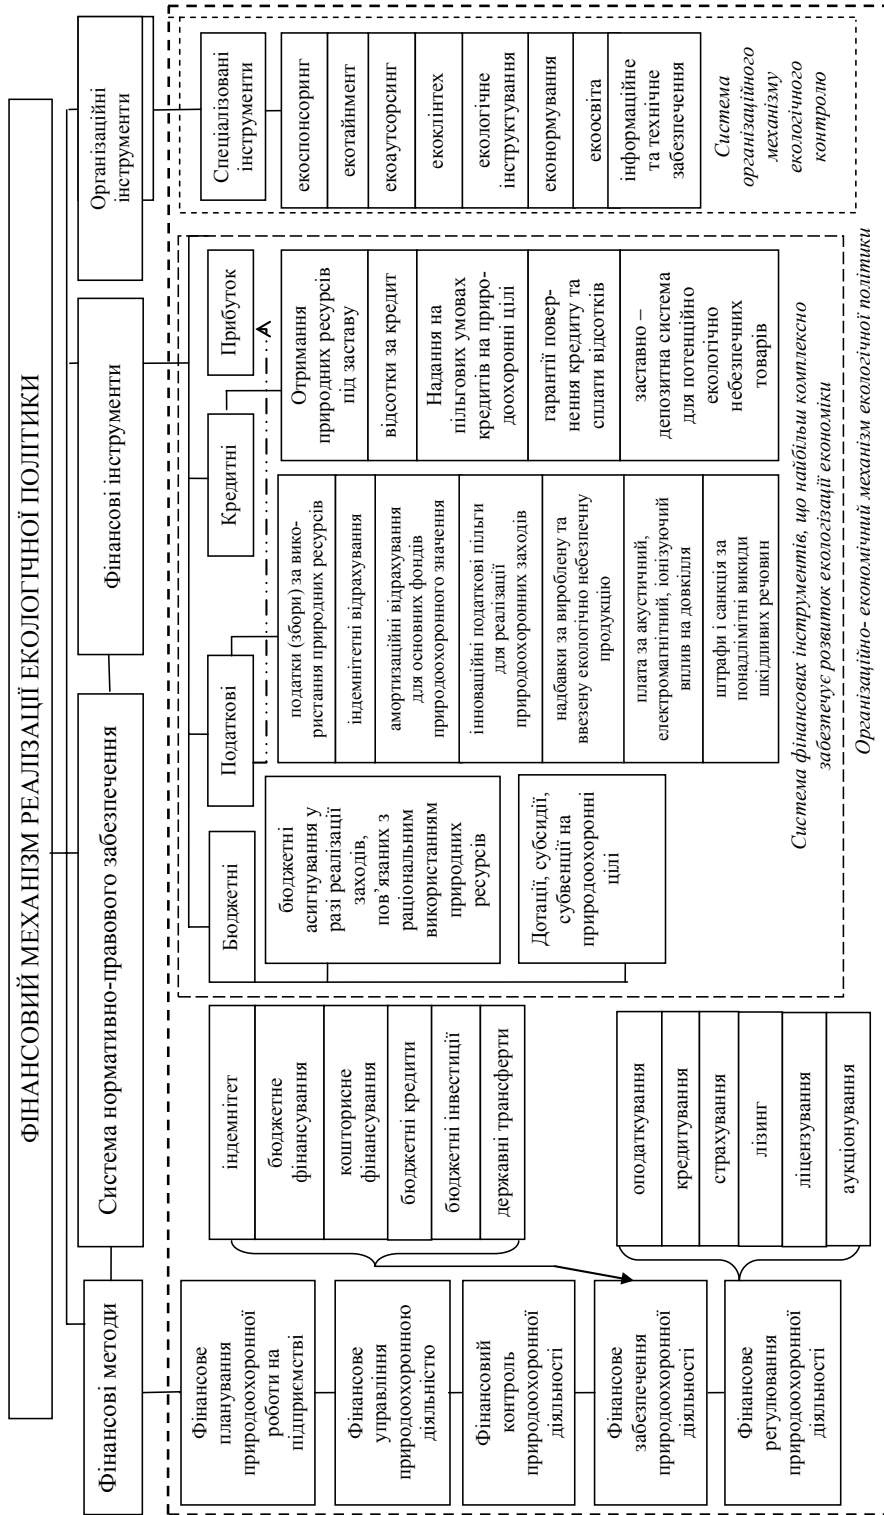 ФІНАНСОВИЙ МЕХАНІЗМ РЕАЛІЗАЦІЇ ЕКОЛОГІЧНОЇ ПОЛІТИКИ
Фінансові методи
Система нормативно-правового забезпечення
Фінансові інструменти
Організаційні
інструменти
Фінансове
планування
природоохоронної
роботи на
підприємстві
Фінансове
управління
природоохоронною
діяльністю
Фінансовий
контроль
природоохоронної
діяльності
Фінансове
забезпечення
природоохоронної
діяльності
Фінансове
регулювання
природоохоронної
діяльності
індемнітет
бюджетне
фінансування
кошторисне
фінансування
бюджетні кредити
бюджетні інвестиції
державні трансферти
оподаткування
кредитування
страхування
лізинг
ліцензування
аукціонування
Бюджетні
бюджетні
асигнування у
разі реалізації
заходів,
пов’язаних з
раціональним
використанням
природних
ресурсів
Дотації, субсидії,
субвенції на
природоохоронні
цілі
Податкові
податки (збори) за вико-
ристання природних ресурсів
індемнітетні відрахування
амортизаційні відрахування
для основних фондів
природоохоронного значення
інноваційні податкові пільги
для реалізації
природоохоронних заходів
надбавки за вироблену та
ввезену екологічно небезпечну
продукцію
плата за акустичний,
електромагнітний, іонізуючий
вплив на довкілля
штрафи і санкція за
понадлімітні викиди
шкідливих речовин
Кредитні
Отримання
природних ресурсів
під заставу
відсотки за кредит
Надання на
пільгових умовах
кредитів на приро-
доохоронні цілі
гарантії повер-
нення кредиту та
сплати відсотків
заставно –
депозитна система
для потенційно
екологічно
небезпечних
товарів
Прибуток
Система фінансових інструментів, що найбільш комплексно
забезпечує розвиток екологізації економіки
Спеціалізовані
інструменти
екоспонсоринг
екотайнмент
екоаутсорсинг
екоклінтех
екологічне
інструктування
еконормування
екоосвіта
інформаційне
та технічне
забезпечення
Система
організаційного
механізму
екологічного
контролю
Організаційно- економічний механізм екологічної політики